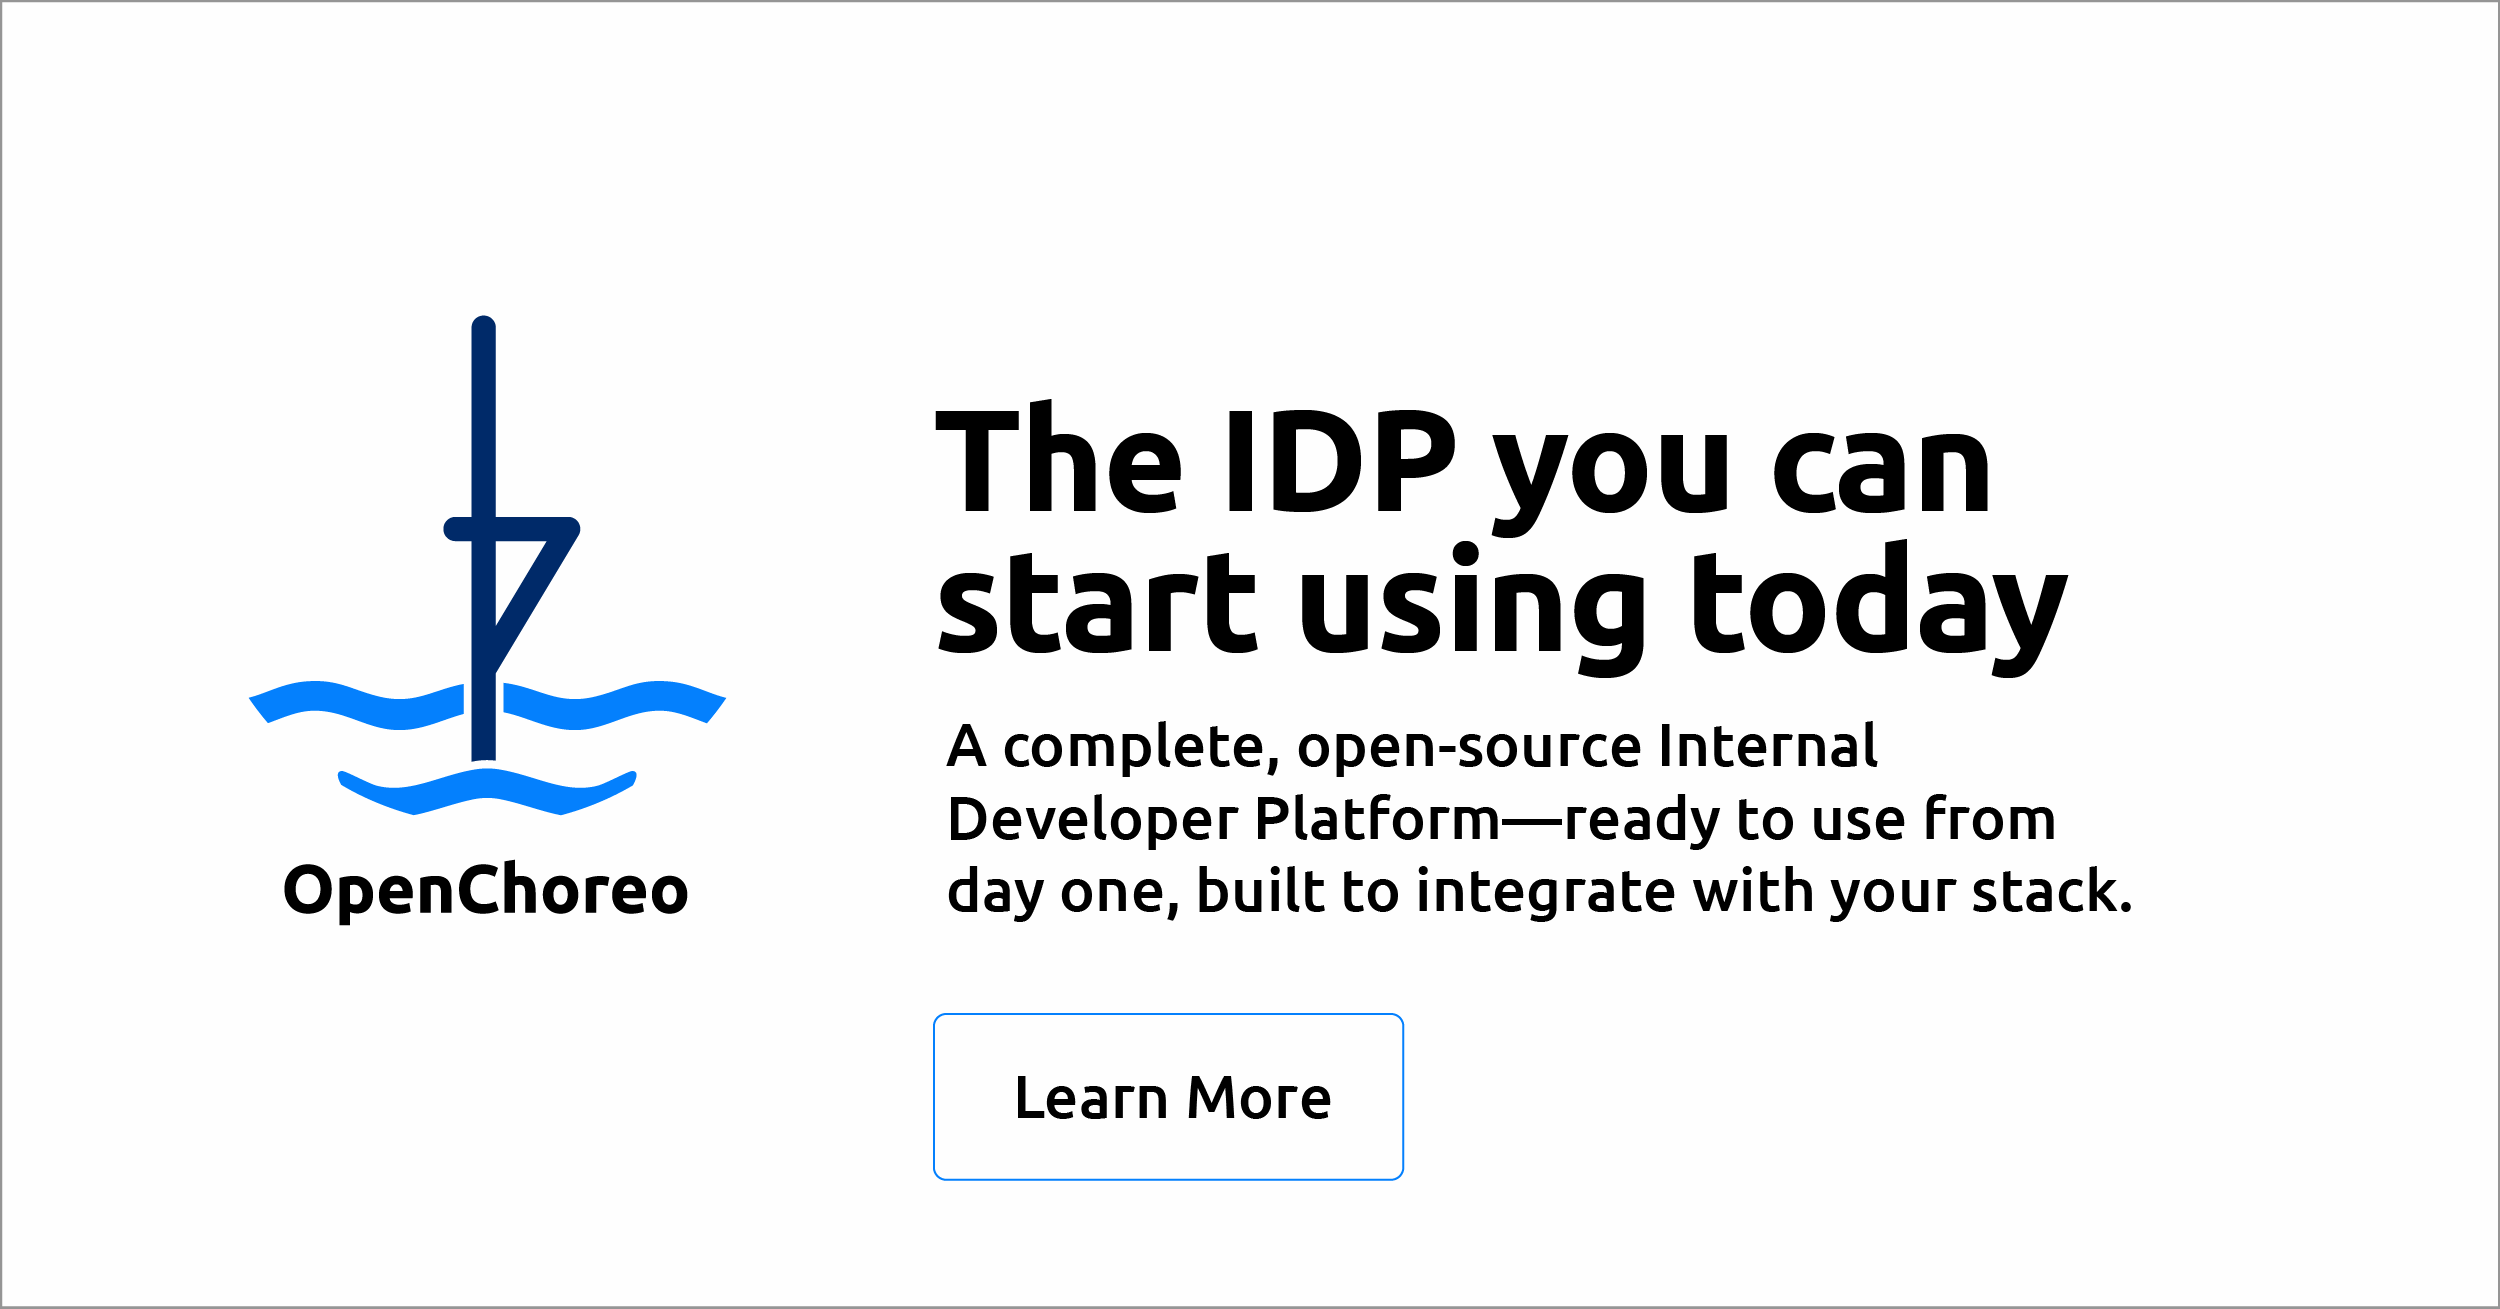 OpenChoreo
The IDP you can
start using today
A complete, open-source Internal
Developer Platform—ready to use from
day one, built to integrate with your stack.
Learn More